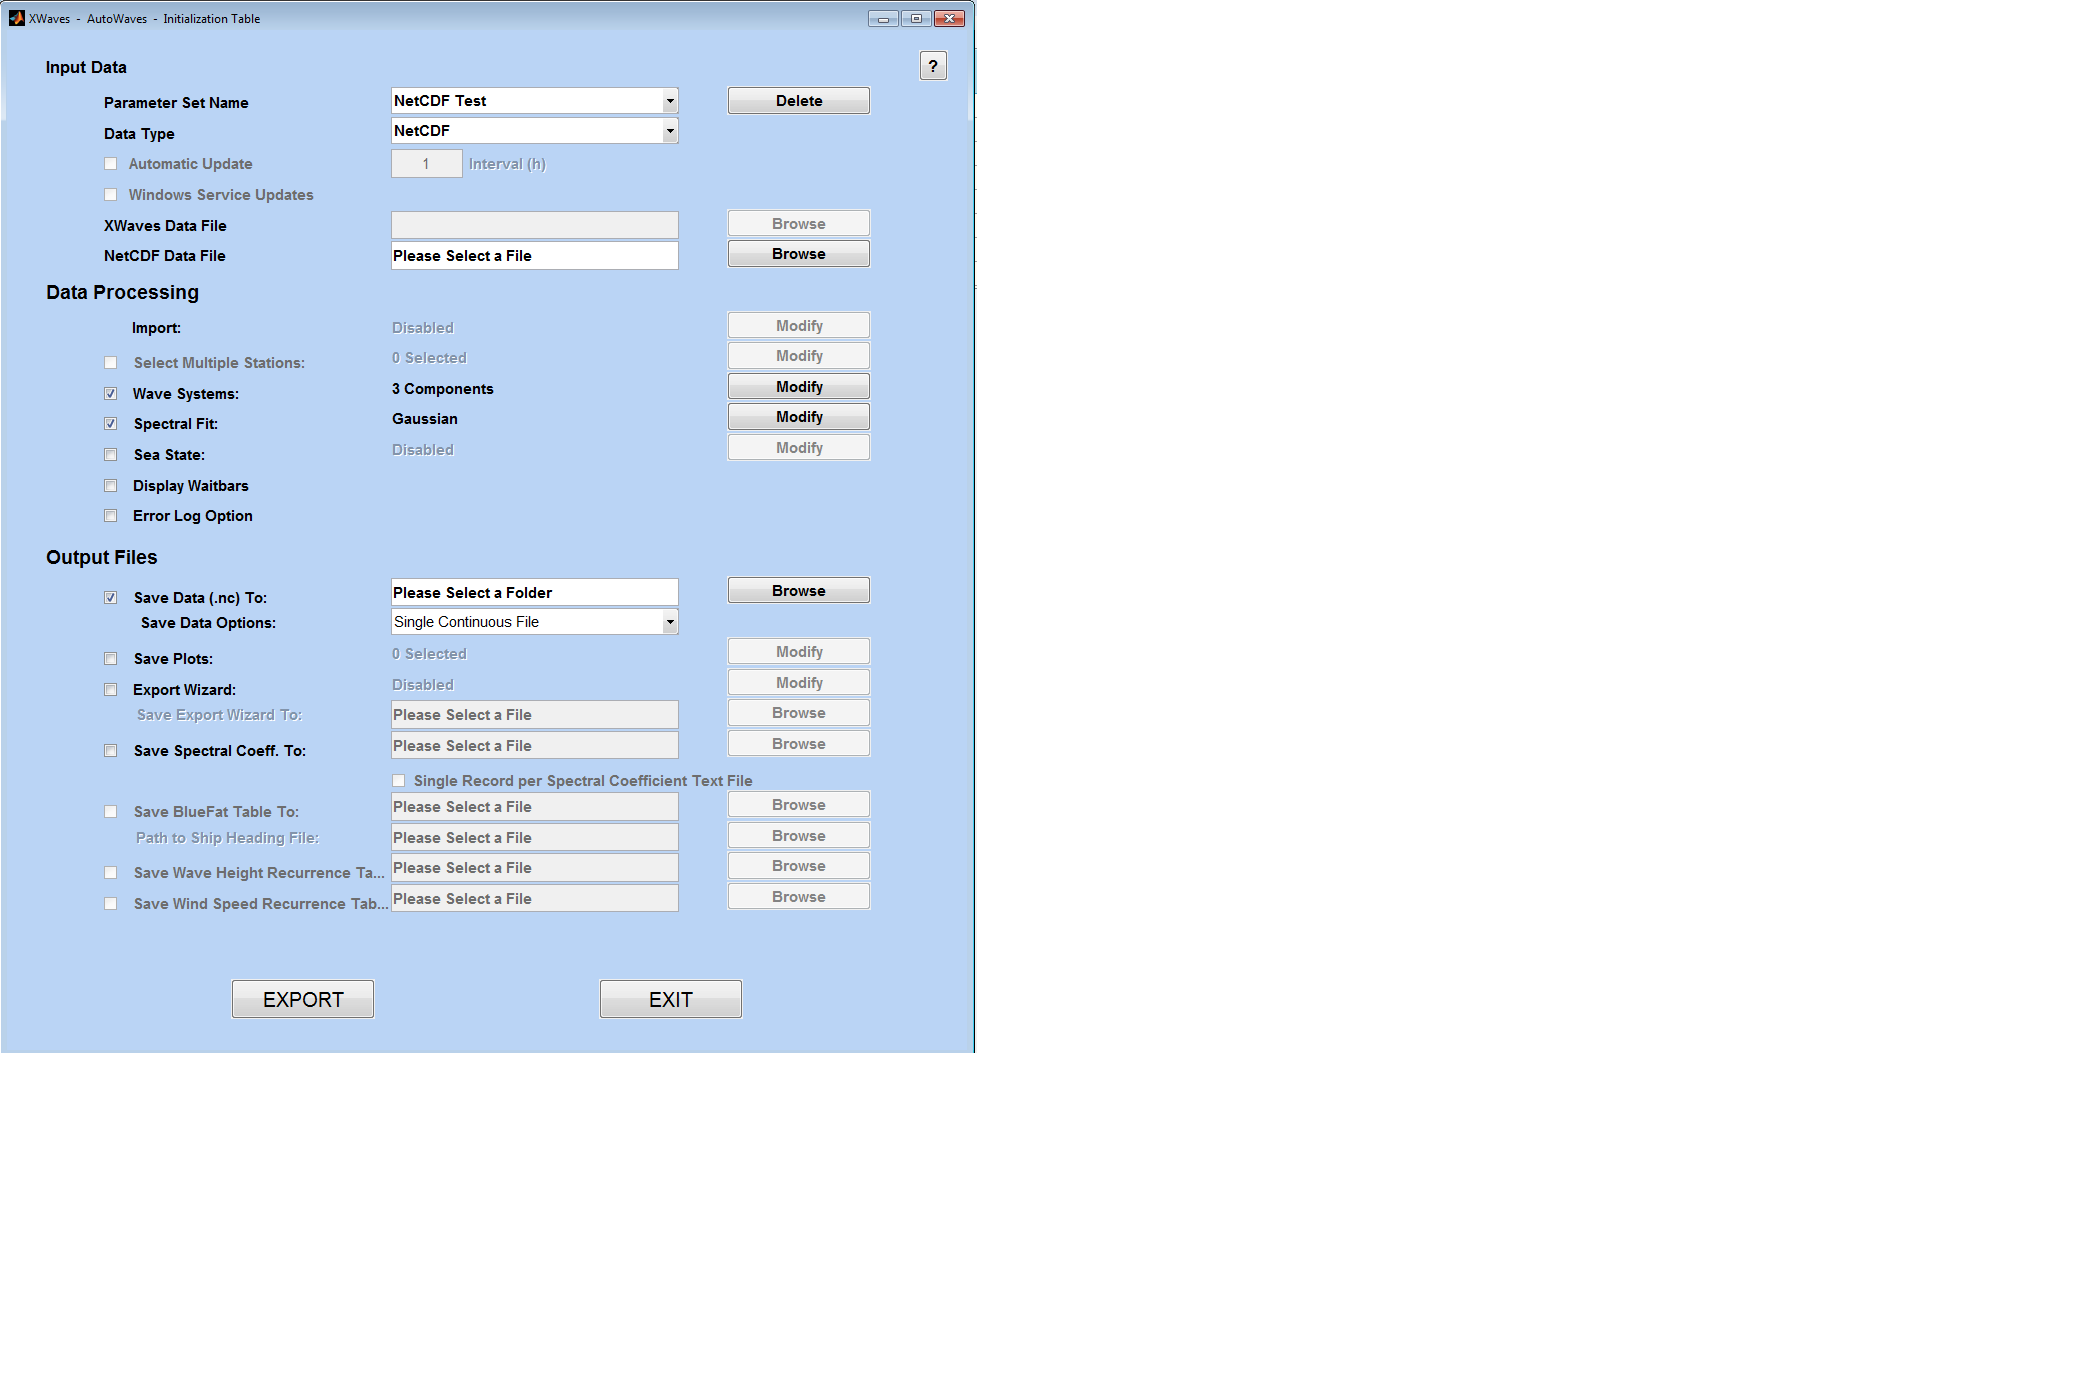 XWaves - AutoWaves - Initialization Table
Input Data
?
Parameter Set Name NetCDF Test Delete
Data Type NetCDF
Automatic Update 1 Interval (h)
Windows Service Updates
XWaves Data File Browse
NetCDF Data File Please Select a File Browse
Data Processing
Import: Disabled Modify
Select Multiple Stations: 0 Selected Modify
Wave Systems: 3 Components Modify
Spectral Fit: Gaussian Modify
Sea State: Disabled Modify
Display Waitbars
Error Log Option
Output Files
Save Data (.nc) To: Please Select a Folder Browse
Save Data Options: Single Continuous File
Save Plots: 0 Selected Modify
Export Wizard: Disabled Modify
Save Export Wizard To: Please Select a File Browse
Save Spectral Coeff. To: Please Select a File Browse
Single Record per Spectral Coefficient Text File
Save BlueFat Table To: Please Select a File Browse
Path to Ship Heading File: Please Select a File Browse
Save Wave Height Recurrence Ta... Please Select a File Browse
Save Wind Speed Recurrence Tab... Please Select a File Browse
EXPORT EXIT